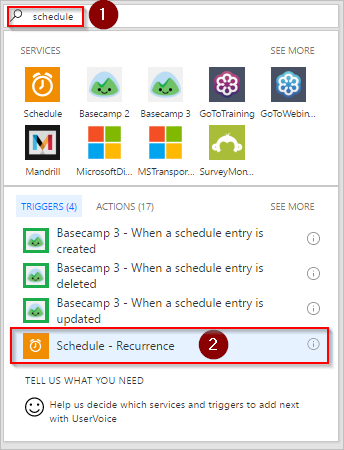 schedule
1
SERVICES
SEE MORE
Schedule
Basecamp 2
Basecamp 3
GoToTraining
GoToWebin...
Mandrill
MicrosoftDi...
MSTranspor...
SurveyMon...
TRIGGERS (4)
ACTIONS (17)
SEE MORE
Basecamp 3 - When a schedule entry is
created
Basecamp 3 - When a schedule entry is
deleted
Basecamp 3 - When a schedule entry is
updated
Schedule - Recurrence
2
TELL US WHAT YOU NEED
Help us decide which services and triggers to add next
with UserVoice